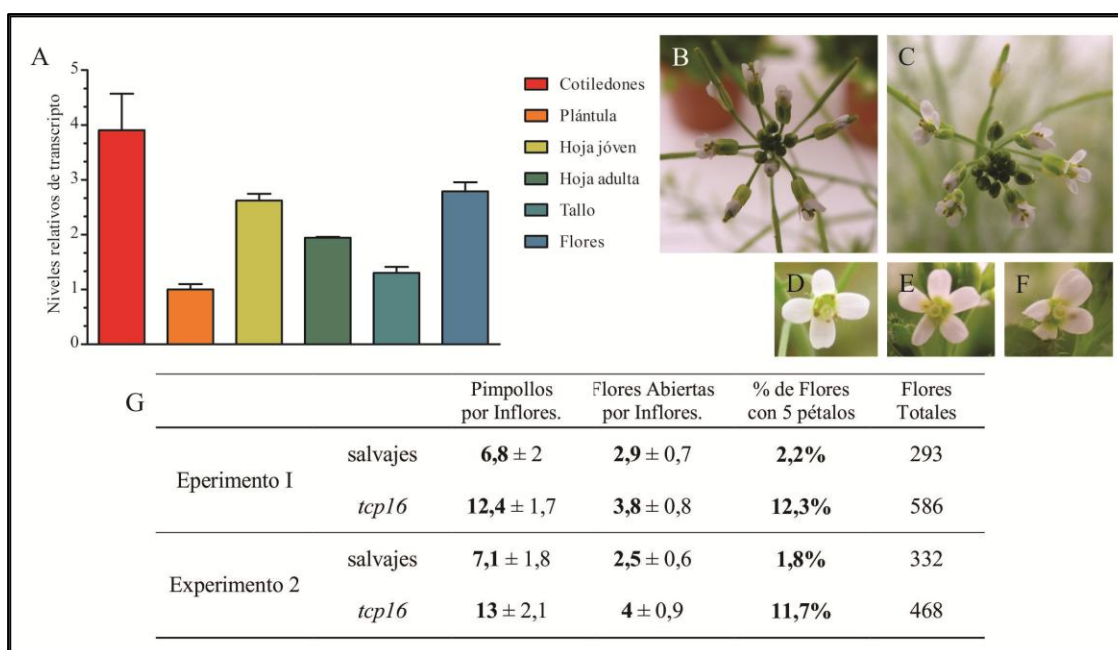 A
Niveles relativos de transcripto
5
4
3
2
1
0
Cotiledones
Plántula
Hoja jóven
Hoja adulta
Tallo
Flores
B
C
D
E
F
G
Pimpollos por Inflores.
Flores Abiertas por Inflores.
% de Flores con 5 pétalos
Flores Totales
Eperimento I
salvajes 6,8 ± 2 2,9 ± 0,7 2,2% 293
tcp16 12,4 ± 1,7 3,8 ± 0,8 12,3% 586
Experimento 2
salvajes 7,1 ± 1,8 2,5 ± 0,6 1,8% 332
tcp16 13 ± 2,1 4 ± 0,9 11,7% 468